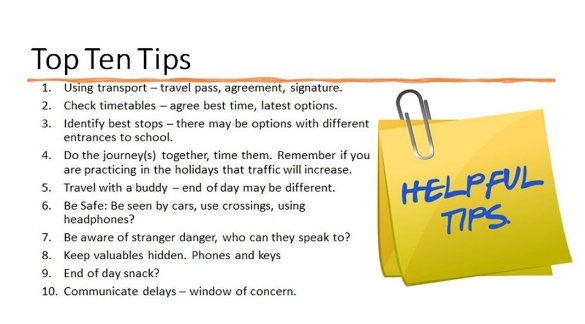 Top Ten Tips
1. Using transport – travel pass, agreement, signature.
2. Check timetables – agree best time, latest options.
3. Identify best stops – there may be options with different
entrances to school.
4. Do the journey(s) together, time them. Remember if you
are practicing in the holidays that traffic will increase.
5. Travel with a buddy – end of day may be different.
6. Be Safe: Be seen by cars, use crossings, using
headphones?
7. Be aware of stranger danger, who can they speak to?
8. Keep valuables hidden. Phones and keys
9. End of day snack?
10. Communicate delays – window of concern.
HELPFUL
TIPS.